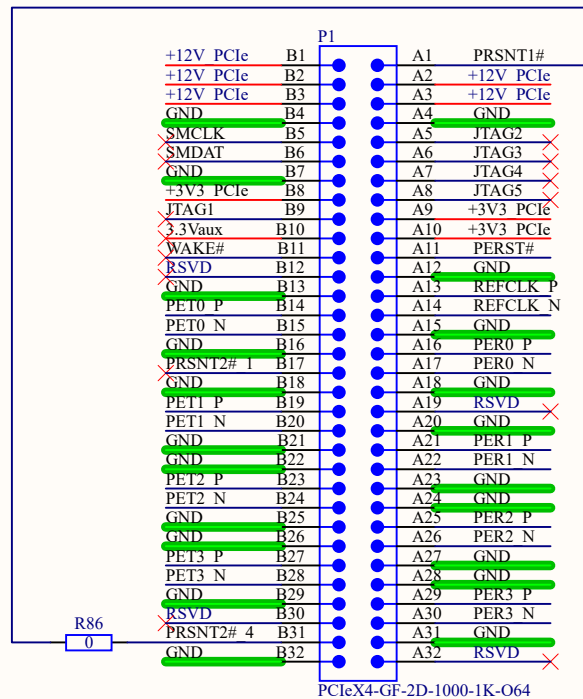 P1
+12V_PCIe B1 A1 PRSNT1#
+12V_PCIe B2 A2 +12V_PCIe
+12V_PCIe B3 A3 +12V_PCIe
GND B4 A4 GND
SMCLK B5 A5 JTAG2
SMDAT B6 A6 JTAG3
GND B7 A7 JTAG4
+3V3_PCIe B8 A8 JTAG5
JTAG1 B9 A9 +3V3_PCIe
3.3Vaux B10 A10 +3V3_PCIe
WAKE# B11 A11 PERST#
RSVD B12 A12 GND
GND B13 A13 REFCLK_P
PET0_P B14 A14 REFCLK_N
PET0_N B15 A15 GND
GND B16 A16 PER0_P
PRSNT2#_1 B17 A17 PER0_N
GND B18 A18 GND
PET1_P B19 A19 RSVD
PET1_N B20 A20 GND
GND B21 A21 PER1_P
GND B22 A22 PER1_N
PET2_P B23 A23 GND
PET2_N B24 A24 GND
GND B25 A25 PER2_P
GND B26 A26 PER2_N
PET3_P B27 A27 GND
PET3_N B28 A28 GND
GND B29 A29 PER3_P
RSVD B30 A30 PER3_N
R86
0
PRSNT2#_4 B31 A31 GND
GND B32 A32 RSVD
PCIeX4-GF-2D-1000-1K-O64